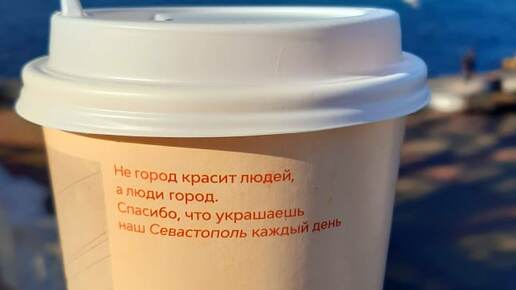 Не город красит людей,
а люди город.
Спасибо, что украшаешь
наш Севастополь каждый день